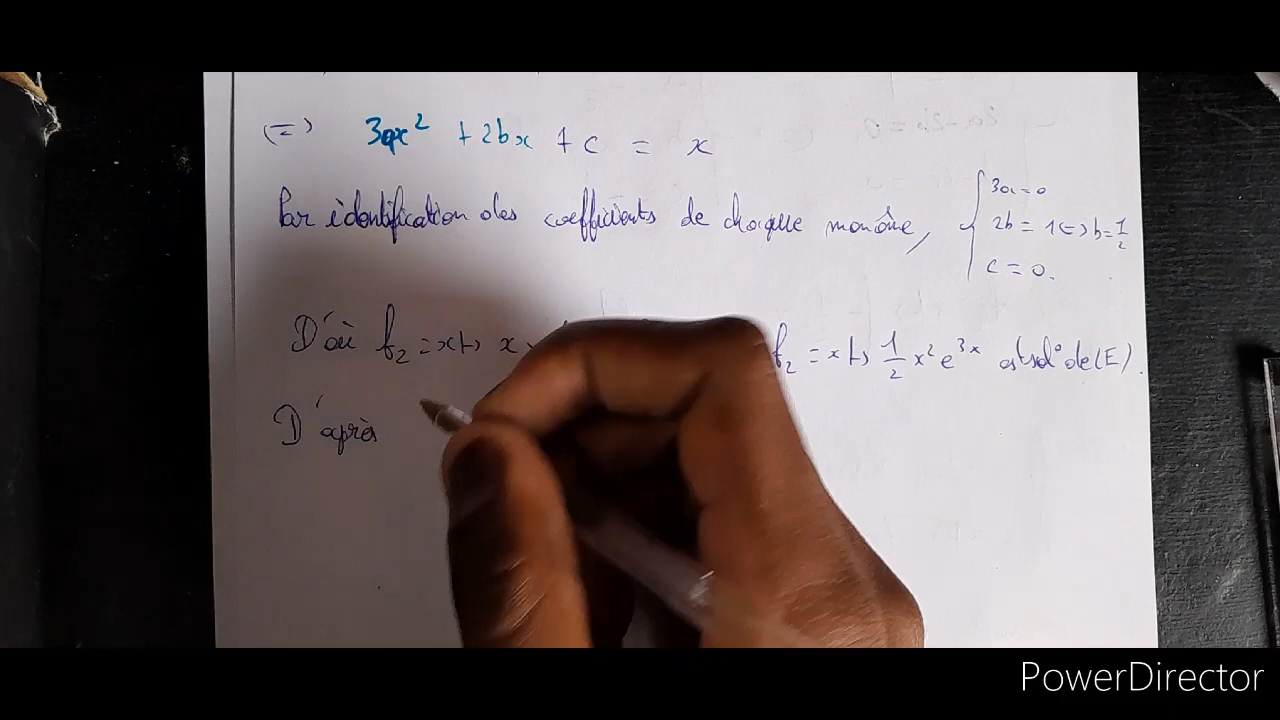 (=) 3ax² + 2bx + c = x
Par identification des coefficients de chaque monôme, { 3a = 0
2b = 1 <=> b = 1/2
c = 0.
D'où f₂ = x ↦ x f₂ = x ↦ 1/2 x² e³ˣ est sol° de (E).
D'après
PowerDirector